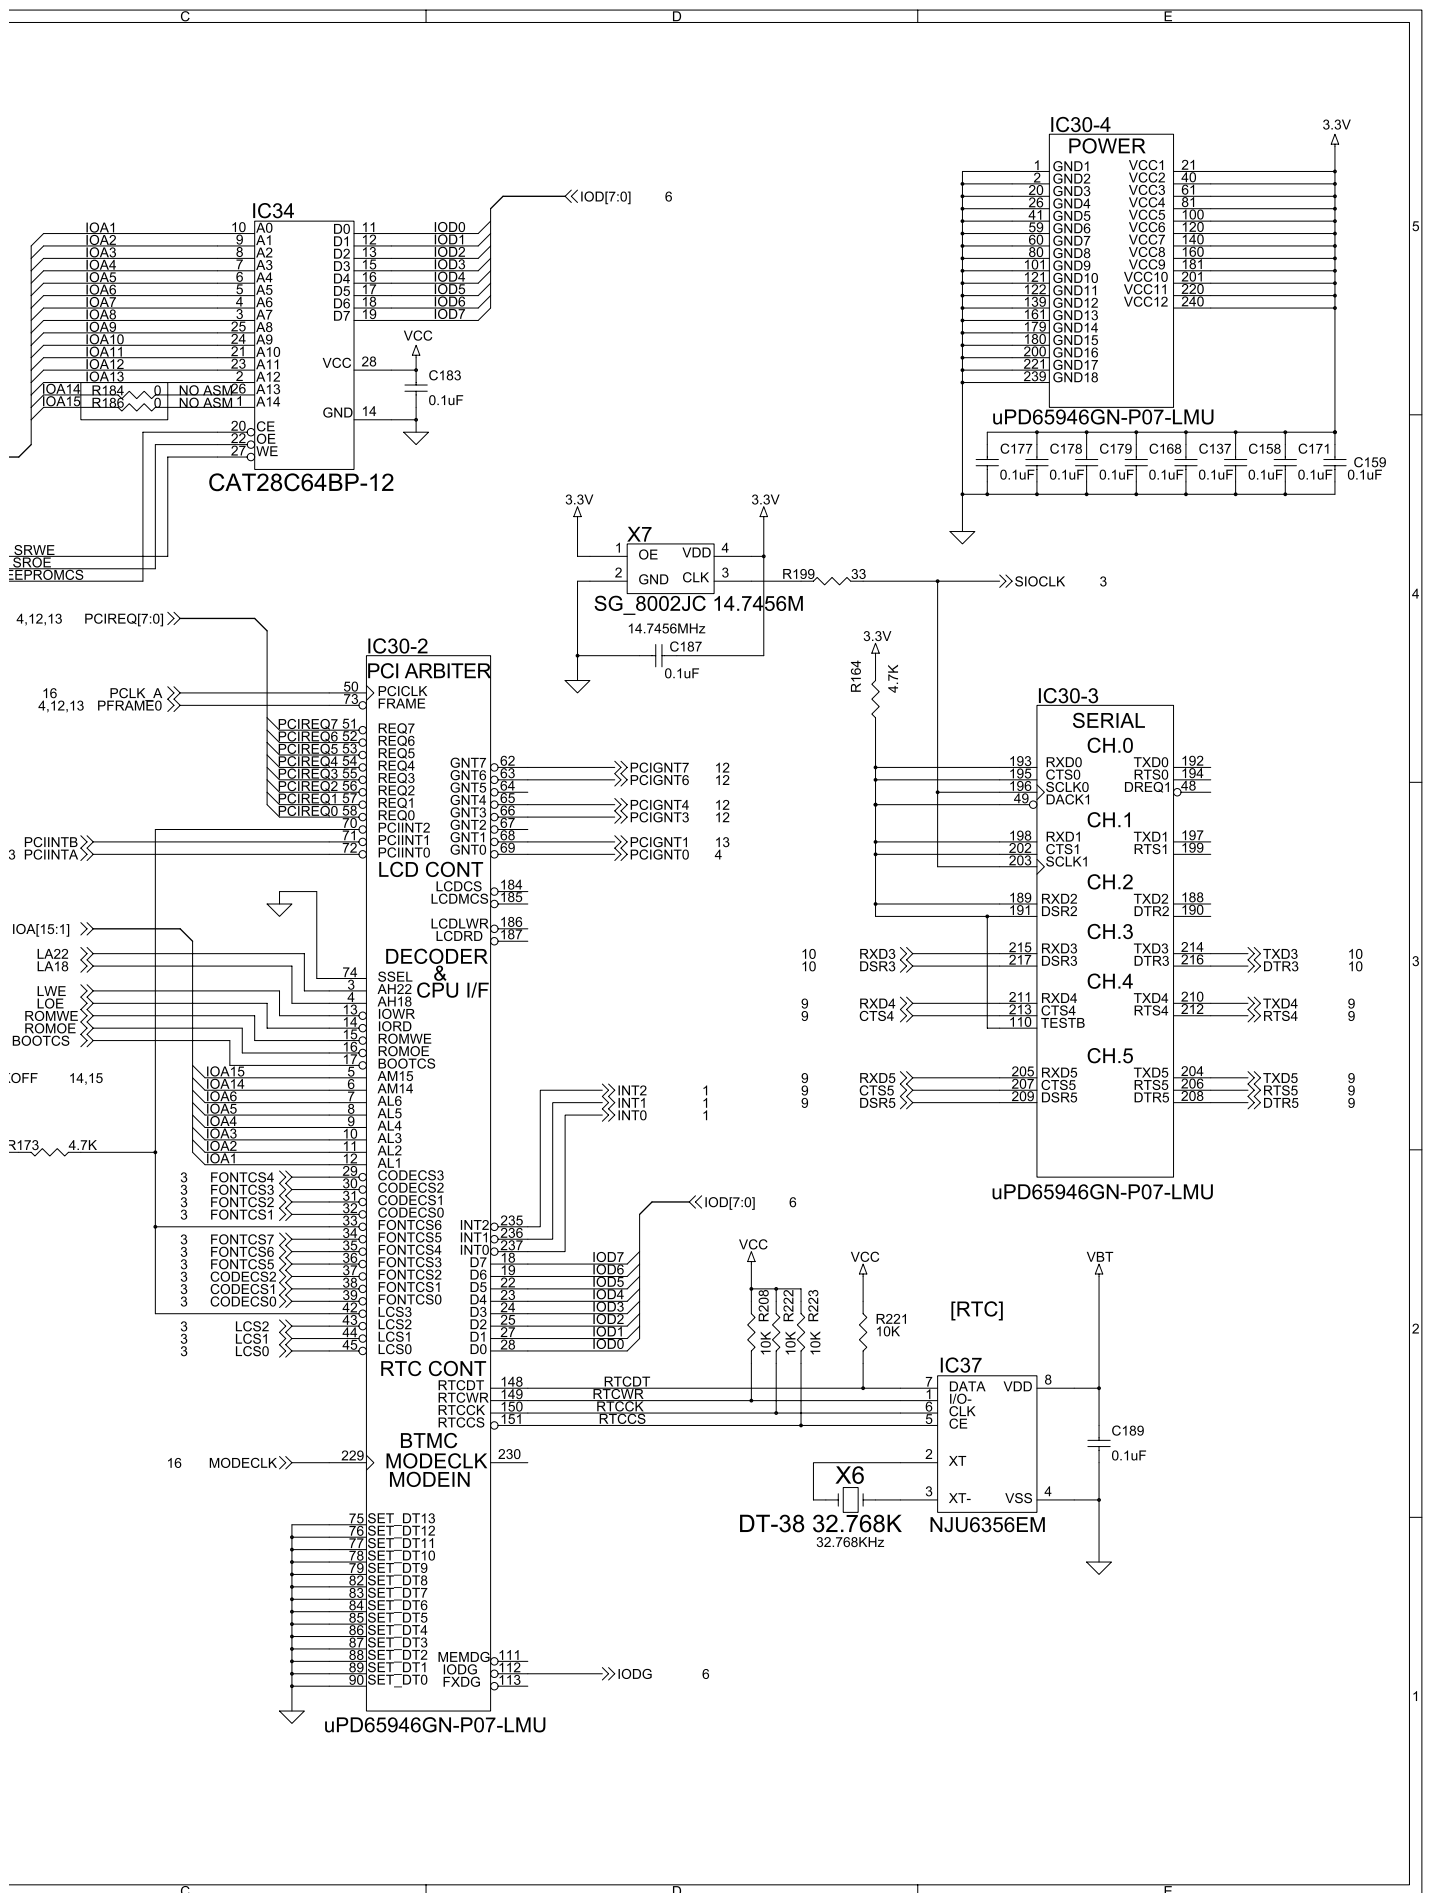 C D E
IC30-4
POWER
3.3V
1 GND1 VCC1 21
2 GND2 VCC2 40
20 GND3 VCC3 61
26 GND4 VCC4 81
41 GND5 VCC5 100
59 GND6 VCC6 120
60 GND7 VCC7 140
80 GND8 VCC8 160
101 GND9 VCC9 181
121 GND10 VCC10 201
122 GND11 VCC11 220
139 GND12 VCC12 240
161 GND13
179 GND14
180 GND15
200 GND16
221 GND17
239 GND18
uPD65946GN-P07-LMU
C177 C178 C179 C168 C137 C158 C171 C159
0.1uF 0.1uF 0.1uF 0.1uF 0.1uF 0.1uF 0.1uF 0.1uF
5
IOD[7:0] 6
IC34
IOA1 10 A0 D0 11 IOD0
IOA2 9 A1 D1 12 IOD1
IOA3 8 A2 D2 13 IOD2
IOA4 7 A3 D3 15 IOD3
IOA5 6 A4 D4 16 IOD4
IOA6 5 A5 D5 17 IOD5
IOA7 4 A6 D6 18 IOD6
IOA8 3 A7 D7 19 IOD7
IOA9 25 A8
IOA10 24 A9
IOA11 21 A10
IOA12 23 A11
IOA13 2 A12
IOA14 R184 0 NO ASM 26 A13
IOA15 R186 0 NO ASM 1 A14
VCC
VCC 28
C183
0.1uF
GND 14
20 CE
22 OE
27 WE
CAT28C64BP-12
SRWE
SROE
EEPROMCS
3.3V 3.3V
X7
1 OE VDD 4
2 GND CLK 3
R199 33
SIOCLK 3
SG_8002JC 14.7456M
14.7456MHz
C187
0.1uF
4
4,12,13 PCIREQ[7:0]
IC30-2
PCI ARBITER
16 PCLK_A 50 PCICLK
4,12,13 PFRAME0 73 FRAME
PCIREQ7 51 REQ7
PCIREQ6 52 REQ6
PCIREQ5 53 REQ5
PCIREQ4 54 REQ4
PCIREQ3 55 REQ3
PCIREQ2 56 REQ2
PCIREQ1 57 REQ1
PCIREQ0 58 REQ0
GNT7 62 PCIGNT7 12
GNT6 63 PCIGNT6 12
GNT5 64
GNT4 65 PCIGNT4 12
GNT3 66 PCIGNT3 12
GNT2 67
GNT1 68 PCIGNT1 13
GNT0 69 PCIGNT0 4
70 PCIINT2
PCIINTB 71 PCIINT1
3 PCIINTA 72 PCIINT0
LCD CONT
LCDCS 184
LCDMCS 185
LCDLWR 186
LCDRD 187
DECODER
&
CPU I/F
IOA[15:1]
LA22
LA18
LWE
LOE
ROMWE
ROMOE
BOOTCS
74 SSEL
3 AH22
4 AH18
13 IOWR
14 IORD
15 ROMWE
16 ROMOE
17 BOOTCS
OFF 14,15
IOA15 5 AM15
IOA14 6 AM14
IOA6 7 AL6
IOA5 8 AL5
IOA4 9 AL4
IOA3 10 AL3
IOA2 11 AL2
IOA1 12 AL1
R173 4.7K
3 FONTCS4 29 CODECS3
3 FONTCS3 30 CODECS2
3 FONTCS2 31 CODECS1
3 FONTCS1 32 CODECS0
33 FONTCS6
3 FONTCS7 34 FONTCS5
3 FONTCS6 35 FONTCS4
3 FONTCS5 36 FONTCS3
3 CODECS2 37 FONTCS2
3 CODECS1 38 FONTCS1
3 CODECS0 39 FONTCS0
42 LCS3
3 LCS2 43 LCS2
3 LCS1 44 LCS1
3 LCS0 45 LCS0
INT2 1
INT1 1
INT0 1
INT2 235
INT1 236
INT0 237
IOD[7:0] 6
D7 18 IOD7
D6 19 IOD6
D5 22 IOD5
D4 23 IOD4
D3 24 IOD3
D2 25 IOD2
D1 27 IOD1
D0 28 IOD0
RTC CONT
RTCDT 148 RTCDT
RTCWR 149 RTCWR
RTCCK 150 RTCCK
RTCCS 151 RTCCS
BTMC
16 MODECLK 229 MODECLK 230
MODEIN
75 SET_DT13
76 SET_DT12
77 SET_DT11
78 SET_DT10
79 SET_DT9
82 SET_DT8
83 SET_DT7
84 SET_DT6
85 SET_DT5
86 SET_DT4
87 SET_DT3
88 SET_DT2
89 SET_DT1
90 SET_DT0
MEMDG 111
IODG 112 IODG 6
FXDG 113
uPD65946GN-P07-LMU
3.3V
R164 4.7K
IC30-3
SERIAL
CH.0
193 RXD0 TXD0 192
195 CTS0 RTS0 194
196 SCLK0 DREQ1 48
49 DACK1
CH.1
198 RXD1 TXD1 197
202 CTS1 RTS1 199
203 SCLK1
CH.2
189 RXD2 TXD2 188
191 DSR2 DTR2 190
CH.3
10 RXD3 215 RXD3 TXD3 214 TXD3 10
10 DSR3 217 DSR3 DTR3 216 DTR3 10
CH.4
9 RXD4 211 RXD4 TXD4 210 TXD4 9
9 CTS4 213 CTS4 RTS4 212 RTS4 9
110 TESTB
CH.5
9 RXD5 205 RXD5 TXD5 204 TXD5 9
9 CTS5 207 CTS5 RTS5 206 RTS5 9
9 DSR5 209 DSR5 DTR5 208 DTR5 9
uPD65946GN-P07-LMU
3
VCC VCC VBT
R208 10K
R222 10K
R223 10K
R221
10K
[RTC]
2
IC37
7 DATA VDD 8
1 I/O-
6 CLK
5 CE
2 XT
3 XT- VSS 4
C189
0.1uF
X6
DT-38 32.768K
32.768KHz
NJU6356EM
1
C D E